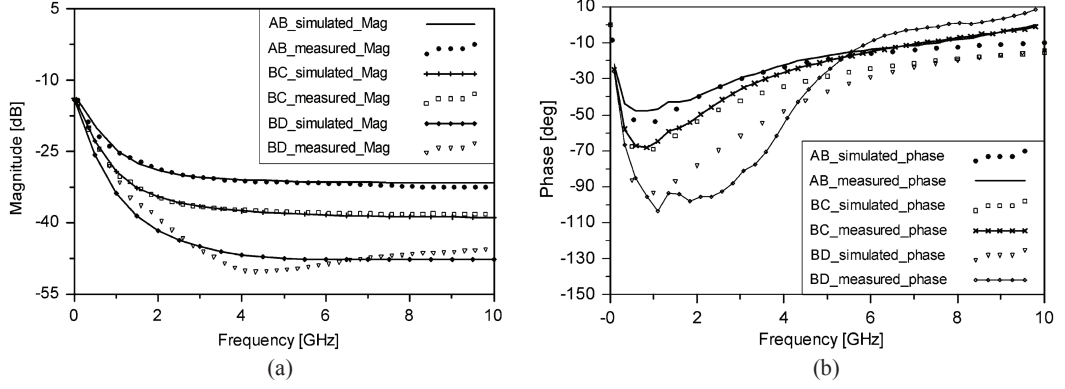 5
-10
-25
-40
-55
Magnitude [dB]
AB_simulated_Mag
AB_measured_Mag
BC_simulated_Mag
BC_measured_Mag
BD_simulated_Mag
BD_measured_Mag
0
2
4
6
8
10
Frequency [GHz]
(a)
10
-10
-30
-50
-70
-90
-110
-130
-150
Phase [deg]
AB_simulated_phase
AB_measured_phase
BC_simulated_phase
BC_measured_phase
BD_simulated_phase
BD_measured_phase
-0
2
4
6
8
10
Frequency [GHz]
(b)